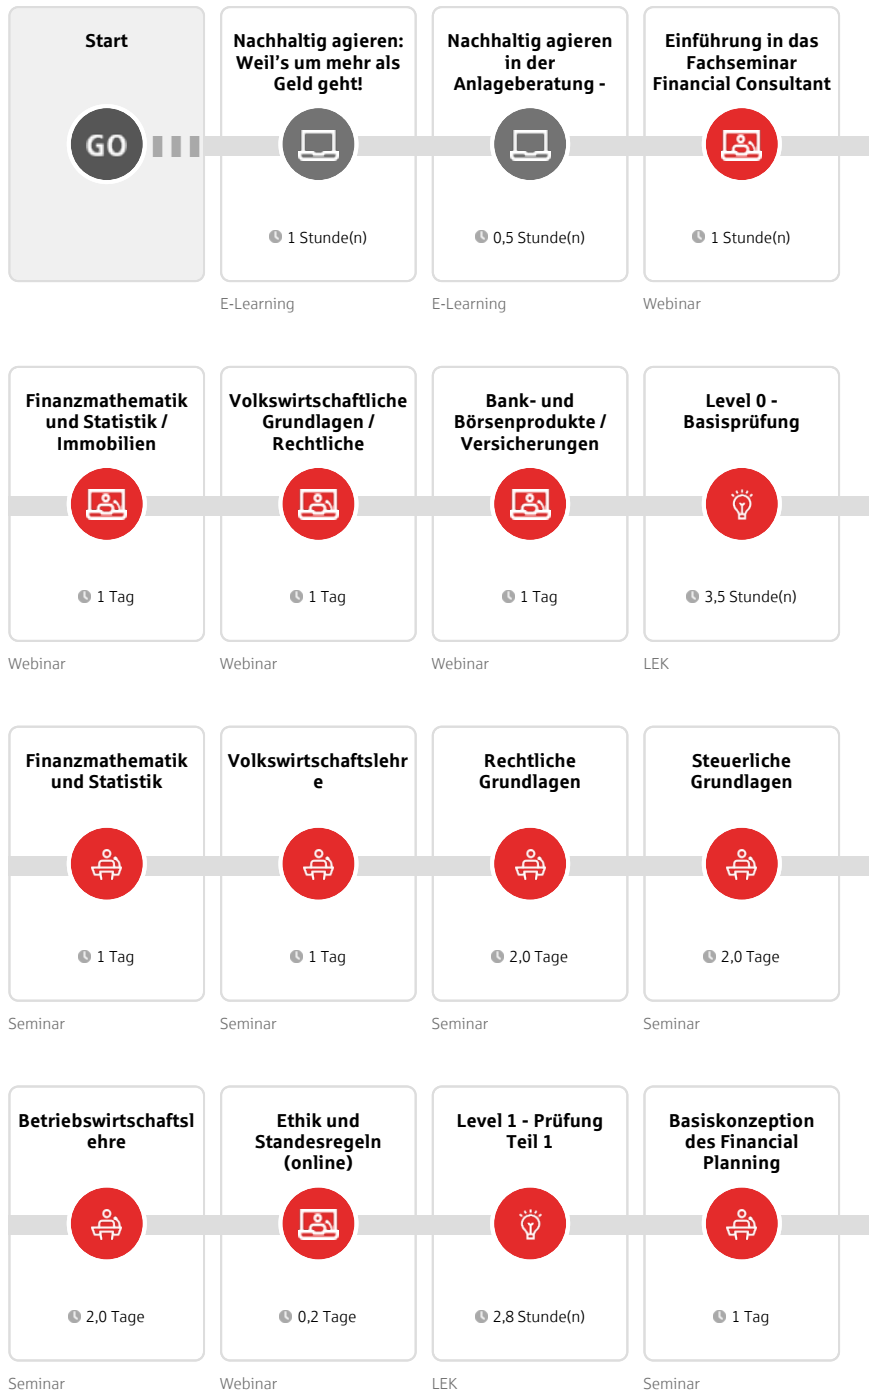 Start
Nachhaltig agieren:
Weil's um mehr als
Geld geht!
Nachhaltig agieren
in der
Anlageberatung -
Einführung in das
Fachseminar
Financial Consultant
GO
1 Stunde(n)
0,5 Stunde(n)
1 Stunde(n)
E-Learning
E-Learning
Webinar
Finanzmathematik
und Statistik /
Immobilien
Volkswirtschaftliche
Grundlagen /
Rechtliche
Bank- und
Börsenprodukte /
Versicherungen
Level 0 -
Basisprüfung
1 Tag
1 Tag
1 Tag
3,5 Stunde(n)
Webinar
Webinar
Webinar
LEK
Finanzmathematik
und Statistik
Volkswirtschaftslehr
e
Rechtliche
Grundlagen
Steuerliche
Grundlagen
1 Tag
1 Tag
2,0 Tage
2,0 Tage
Seminar
Seminar
Seminar
Seminar
Betriebswirtschaftsl
ehre
Ethik und
Standesregeln
(online)
Level 1 - Prüfung
Teil 1
Basiskonzeption
des Financial
Planning
2,0 Tage
0,2 Tage
2,8 Stunde(n)
1 Tag
Seminar
Webinar
LEK
Seminar